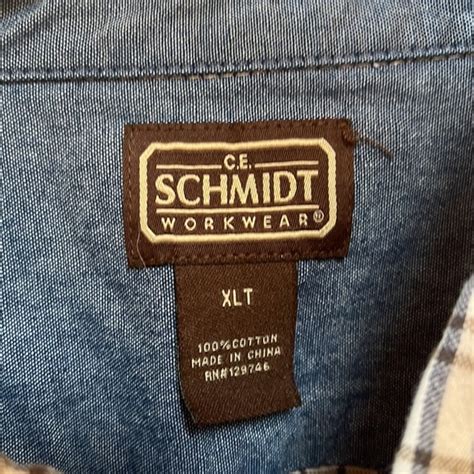 C.E.
SCHMIDT
WORKWEAR®
XLT
100% COTTON
MADE IN CHINA
RN#129746